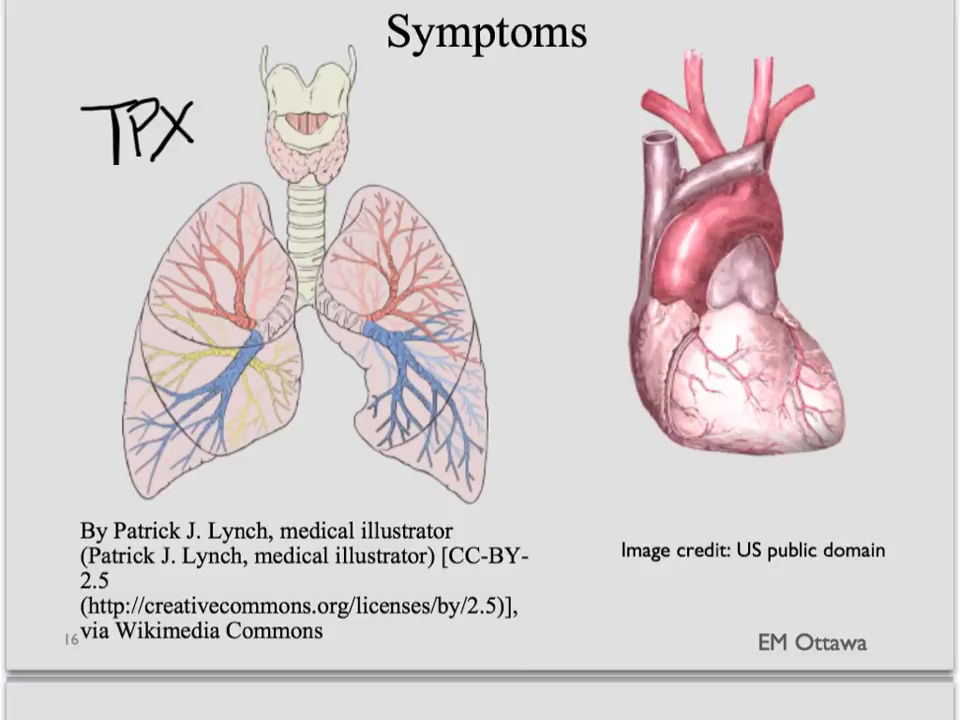 Symptoms
TPX
By Patrick J. Lynch, medical illustrator
(Patrick J. Lynch, medical illustrator) [CC-BY-
2.5
(http://creativecommons.org/licenses/by/2.5)],
via Wikimedia Commons
Image credit: US public domain
16
EM Ottawa